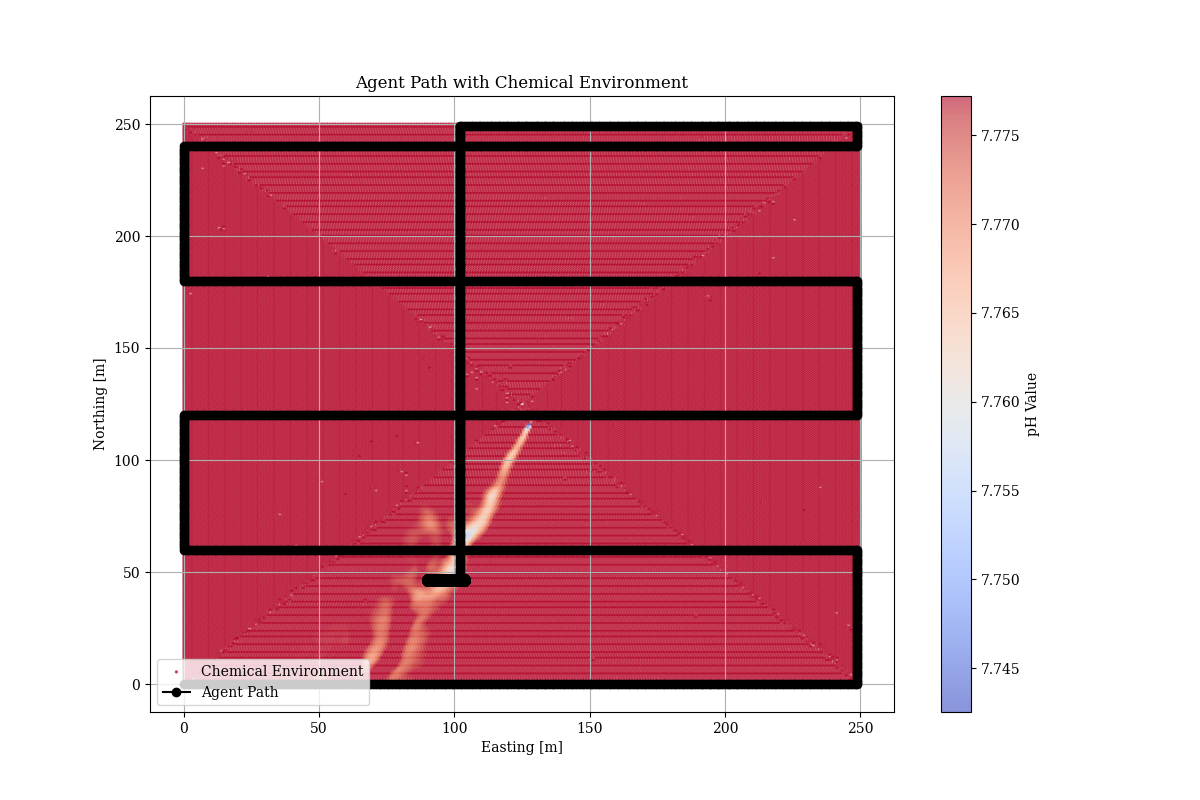 Agent Path with Chemical Environment
250
200
150
100
50
0
Northing [m]
Chemical Environment
Agent Path
0 50 100 150 200 250
Easting [m]
7.775
7.770
7.765
7.760
7.755
7.750
7.745
pH Value